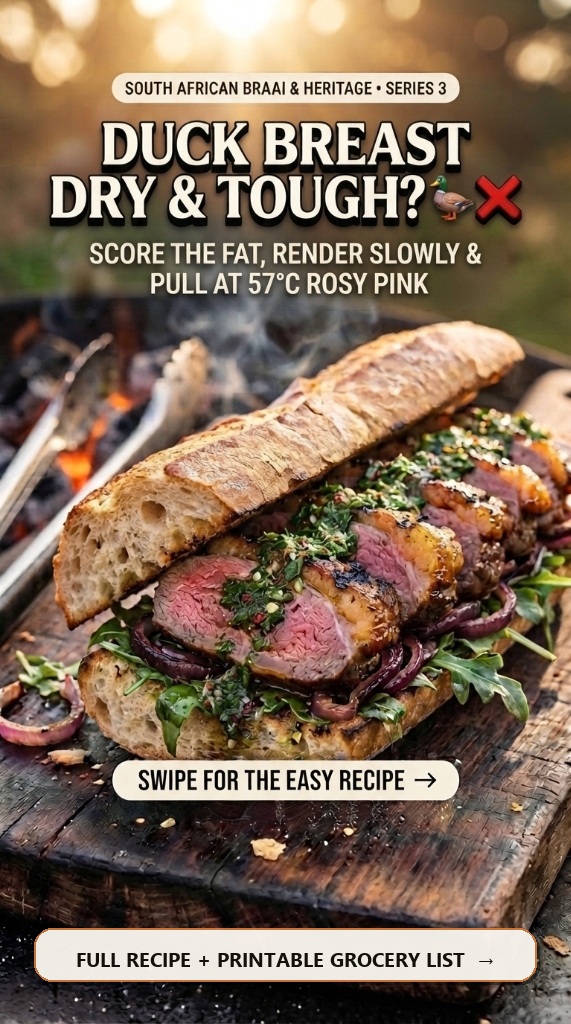 SOUTH AFRICAN BRAAI & HERITAGE • SERIES 3
DUCK BREAST
DRY & TOUGH? 🦆❌
SCORE THE FAT, RENDER SLOWLY &
PULL AT 57°C ROSY PINK
SWIPE FOR THE EASY RECIPE →
FULL RECIPE + PRINTABLE GROCERY LIST →